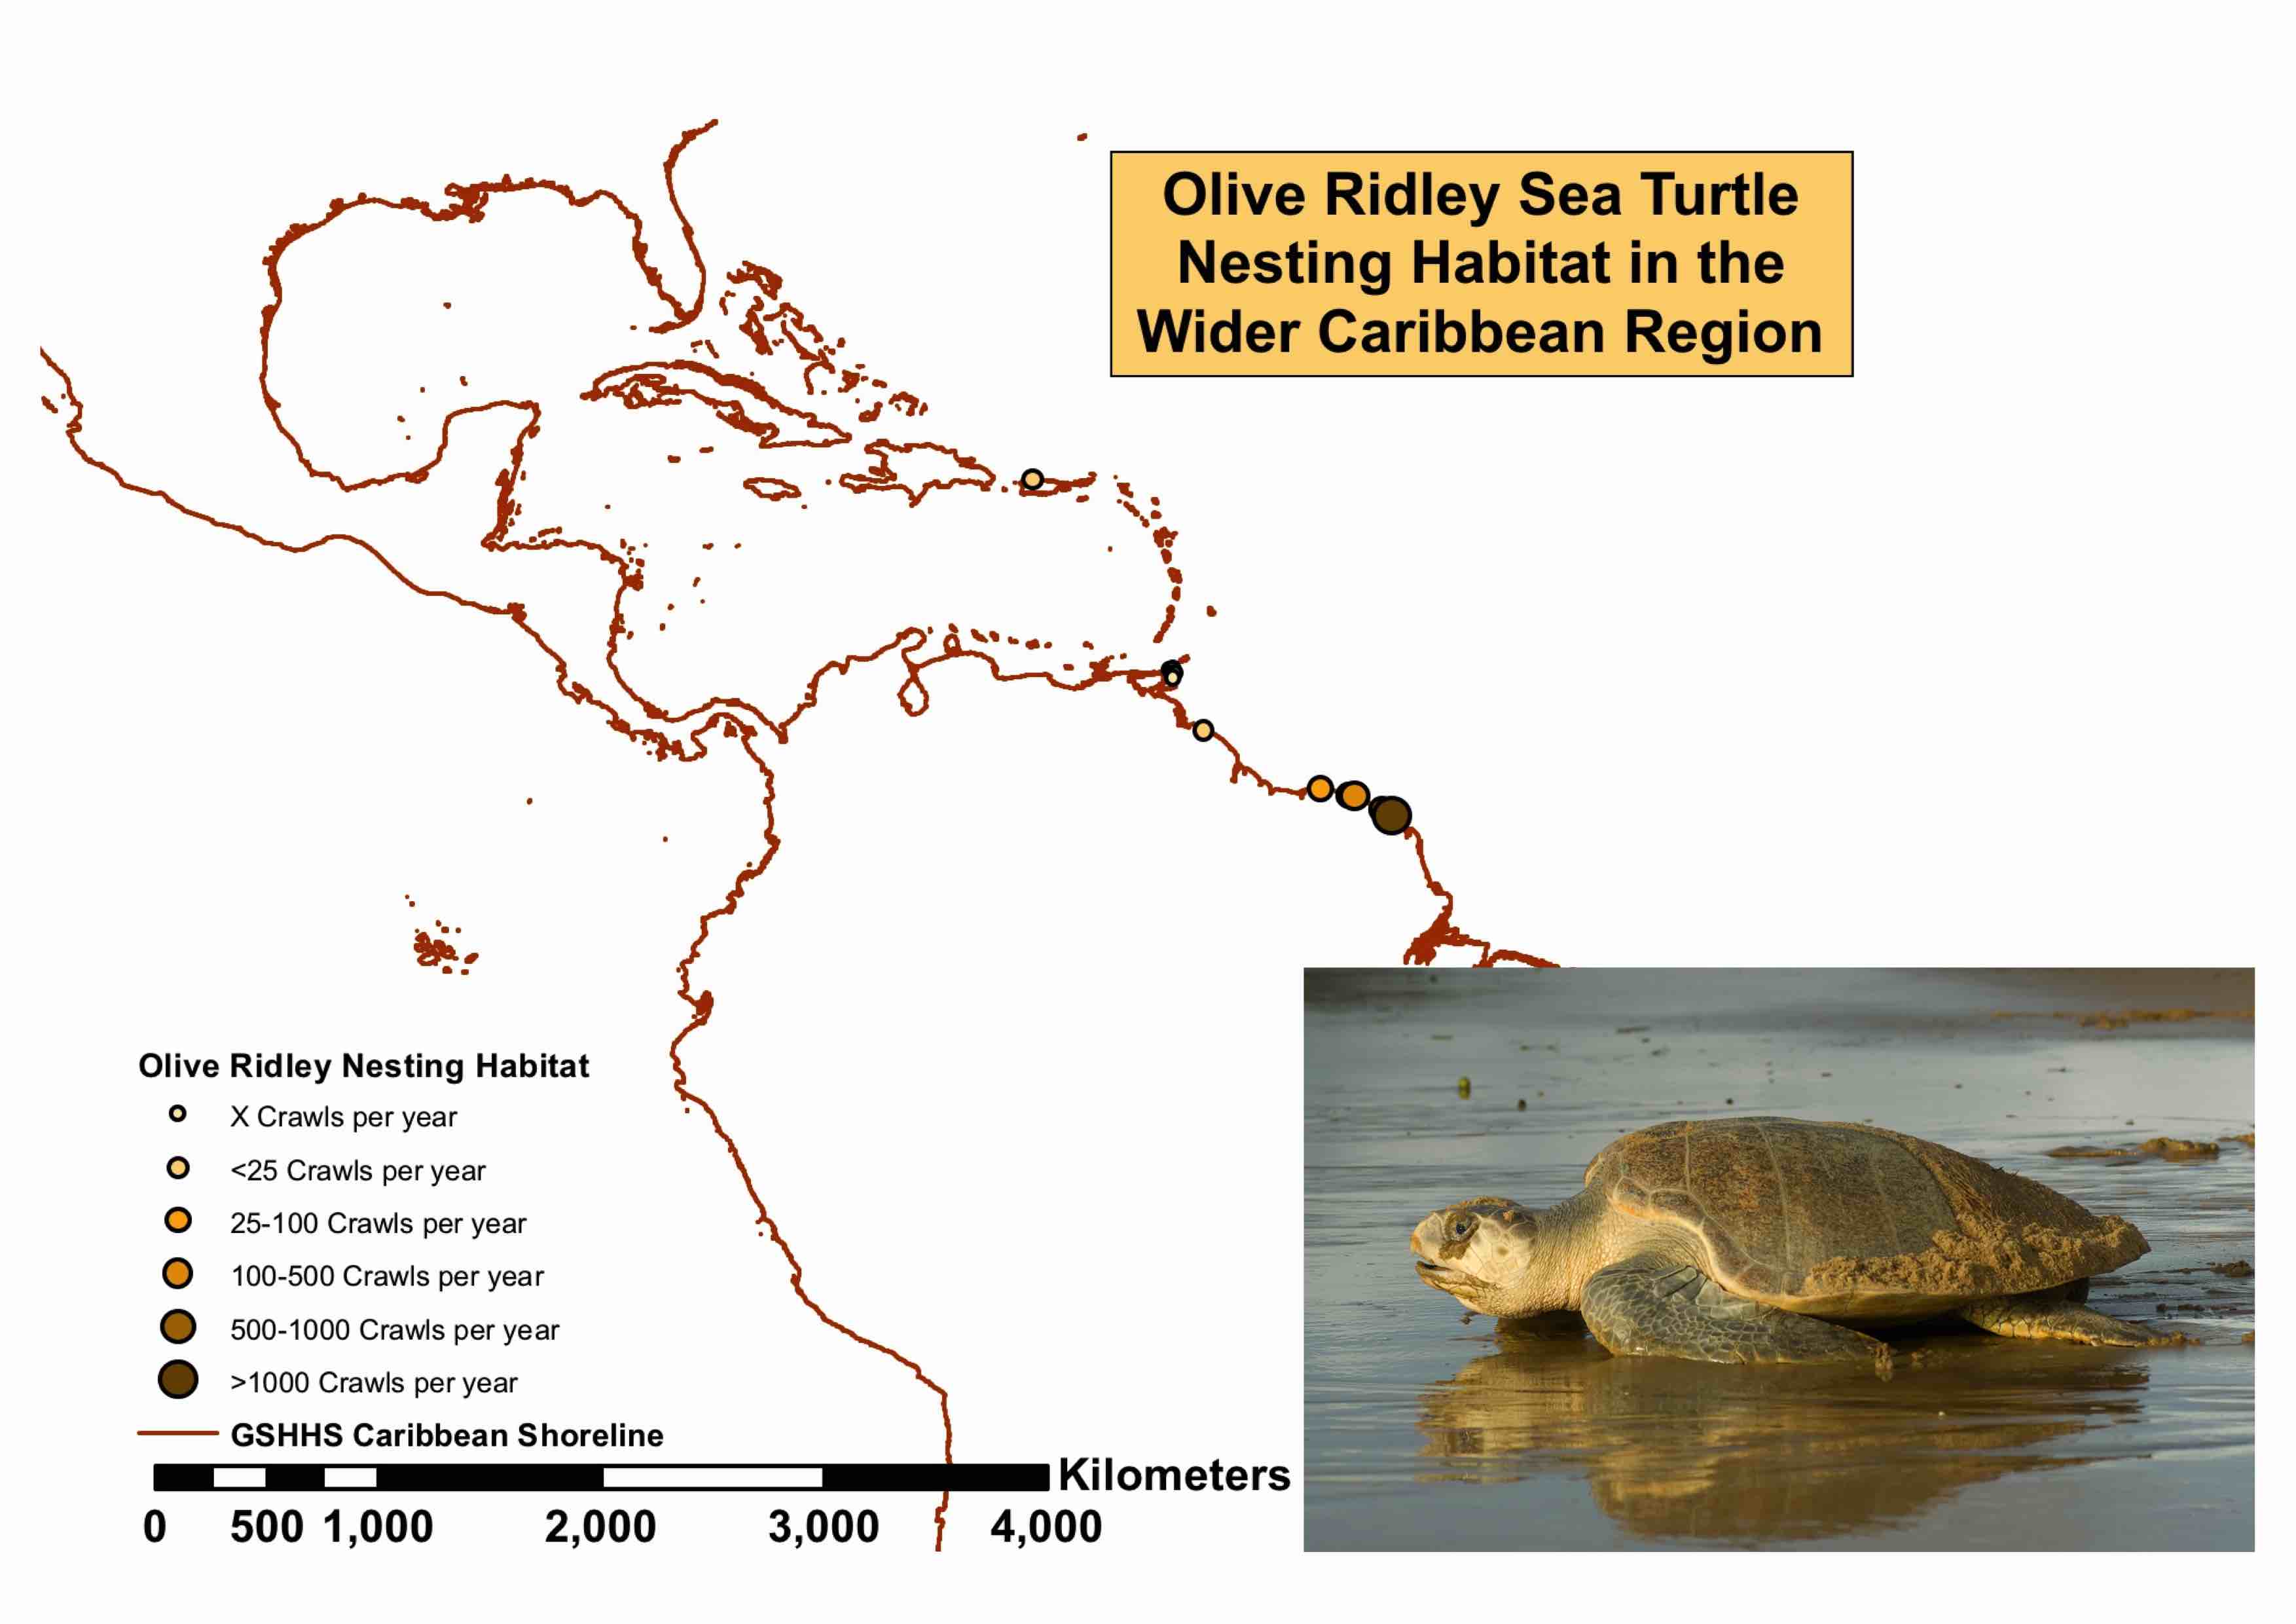 Olive Ridley Sea Turtle
Nesting Habitat in the
Wider Caribbean Region
Olive Ridley Nesting Habitat
X Crawls per year
<25 Crawls per year
25-100 Crawls per year
100-500 Crawls per year
500-1000 Crawls per year
>1000 Crawls per year
GSHHS Caribbean Shoreline
Kilometers
0 500 1,000 2,000 3,000 4,000